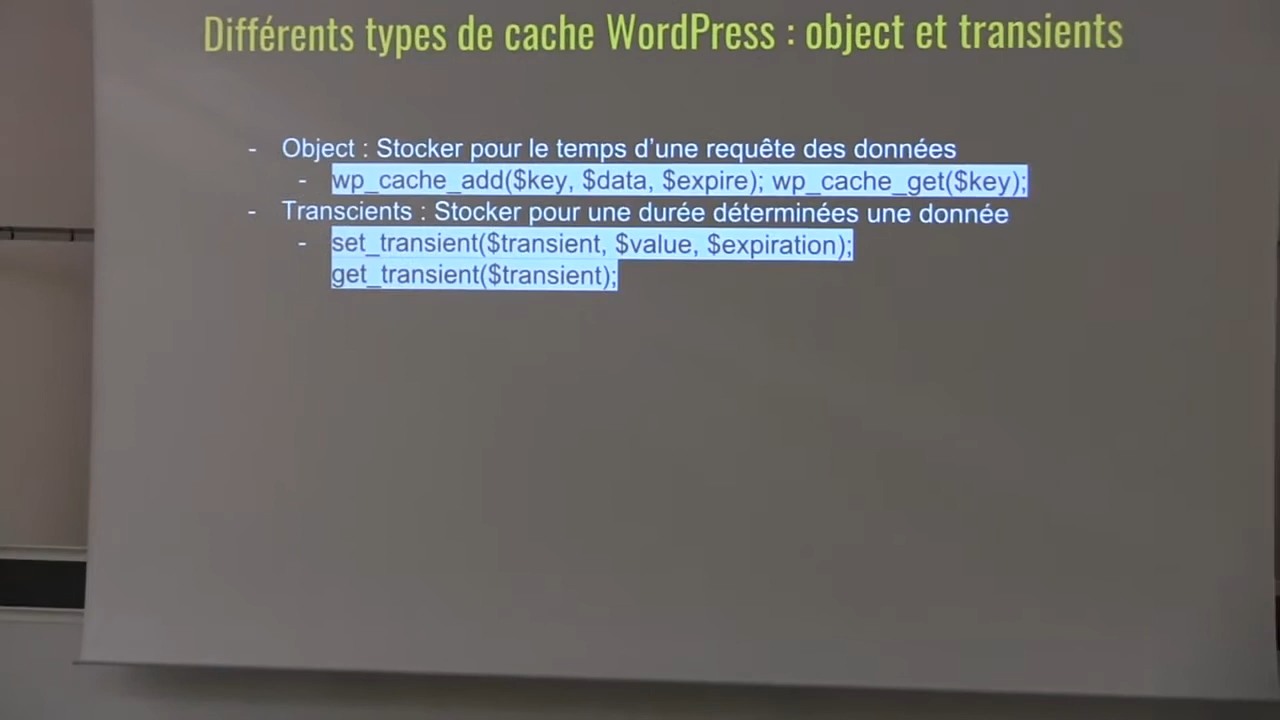 Différents types de cache WordPress : object et transients
- Object : Stocker pour le temps d'une requête des données
- wp_cache_add($key, $data, $expire); wp_cache_get($key);
- Transcients : Stocker pour une durée déterminées une donnée
- set_transient($transient, $value, $expiration);
get_transient($transient);